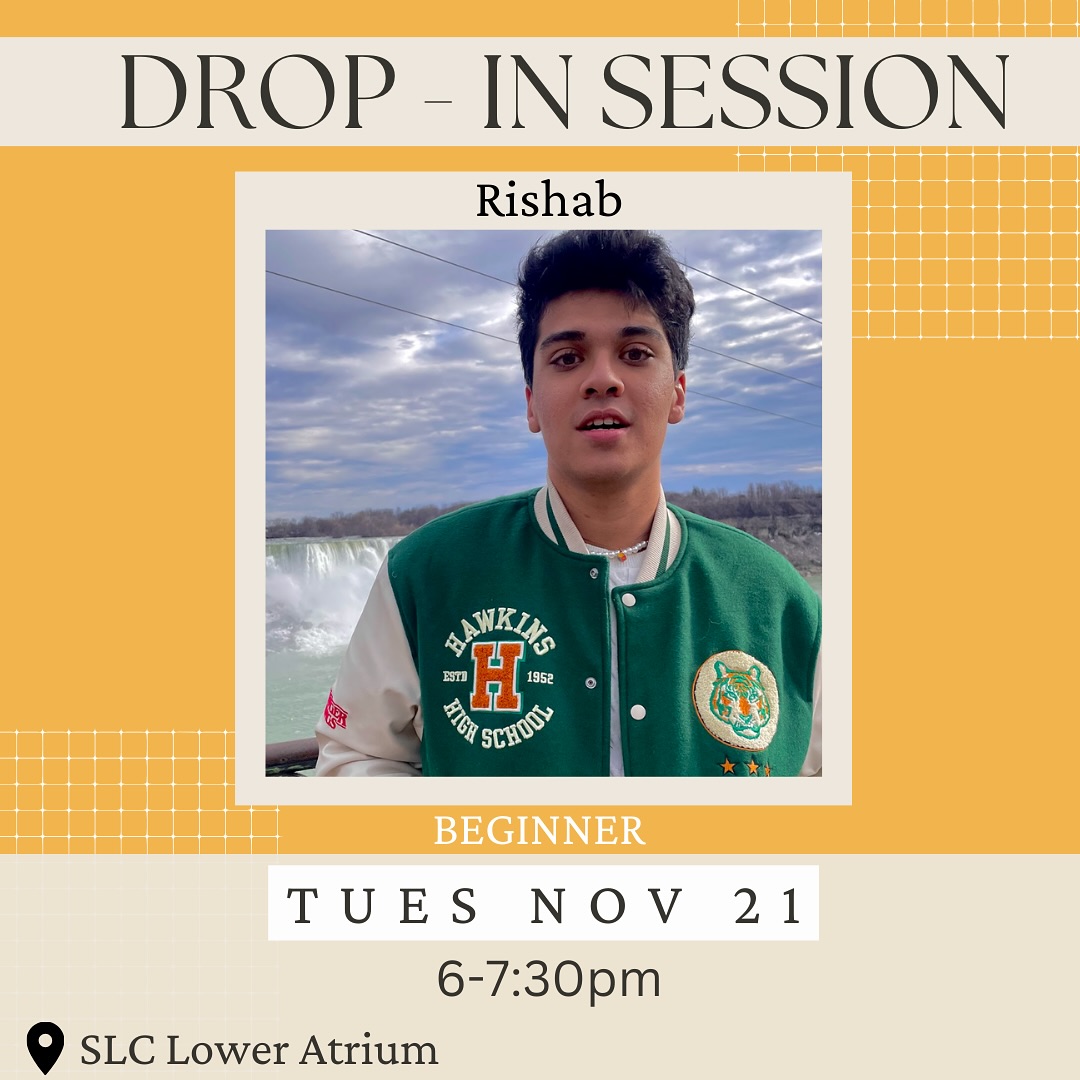 DROP - IN SESSION
Rishab
HAWKINS
ESTD H 1952
HIGH SCHOOL
BEGINNER
TUES NOV 21
6-7:30pm
SLC Lower Atrium